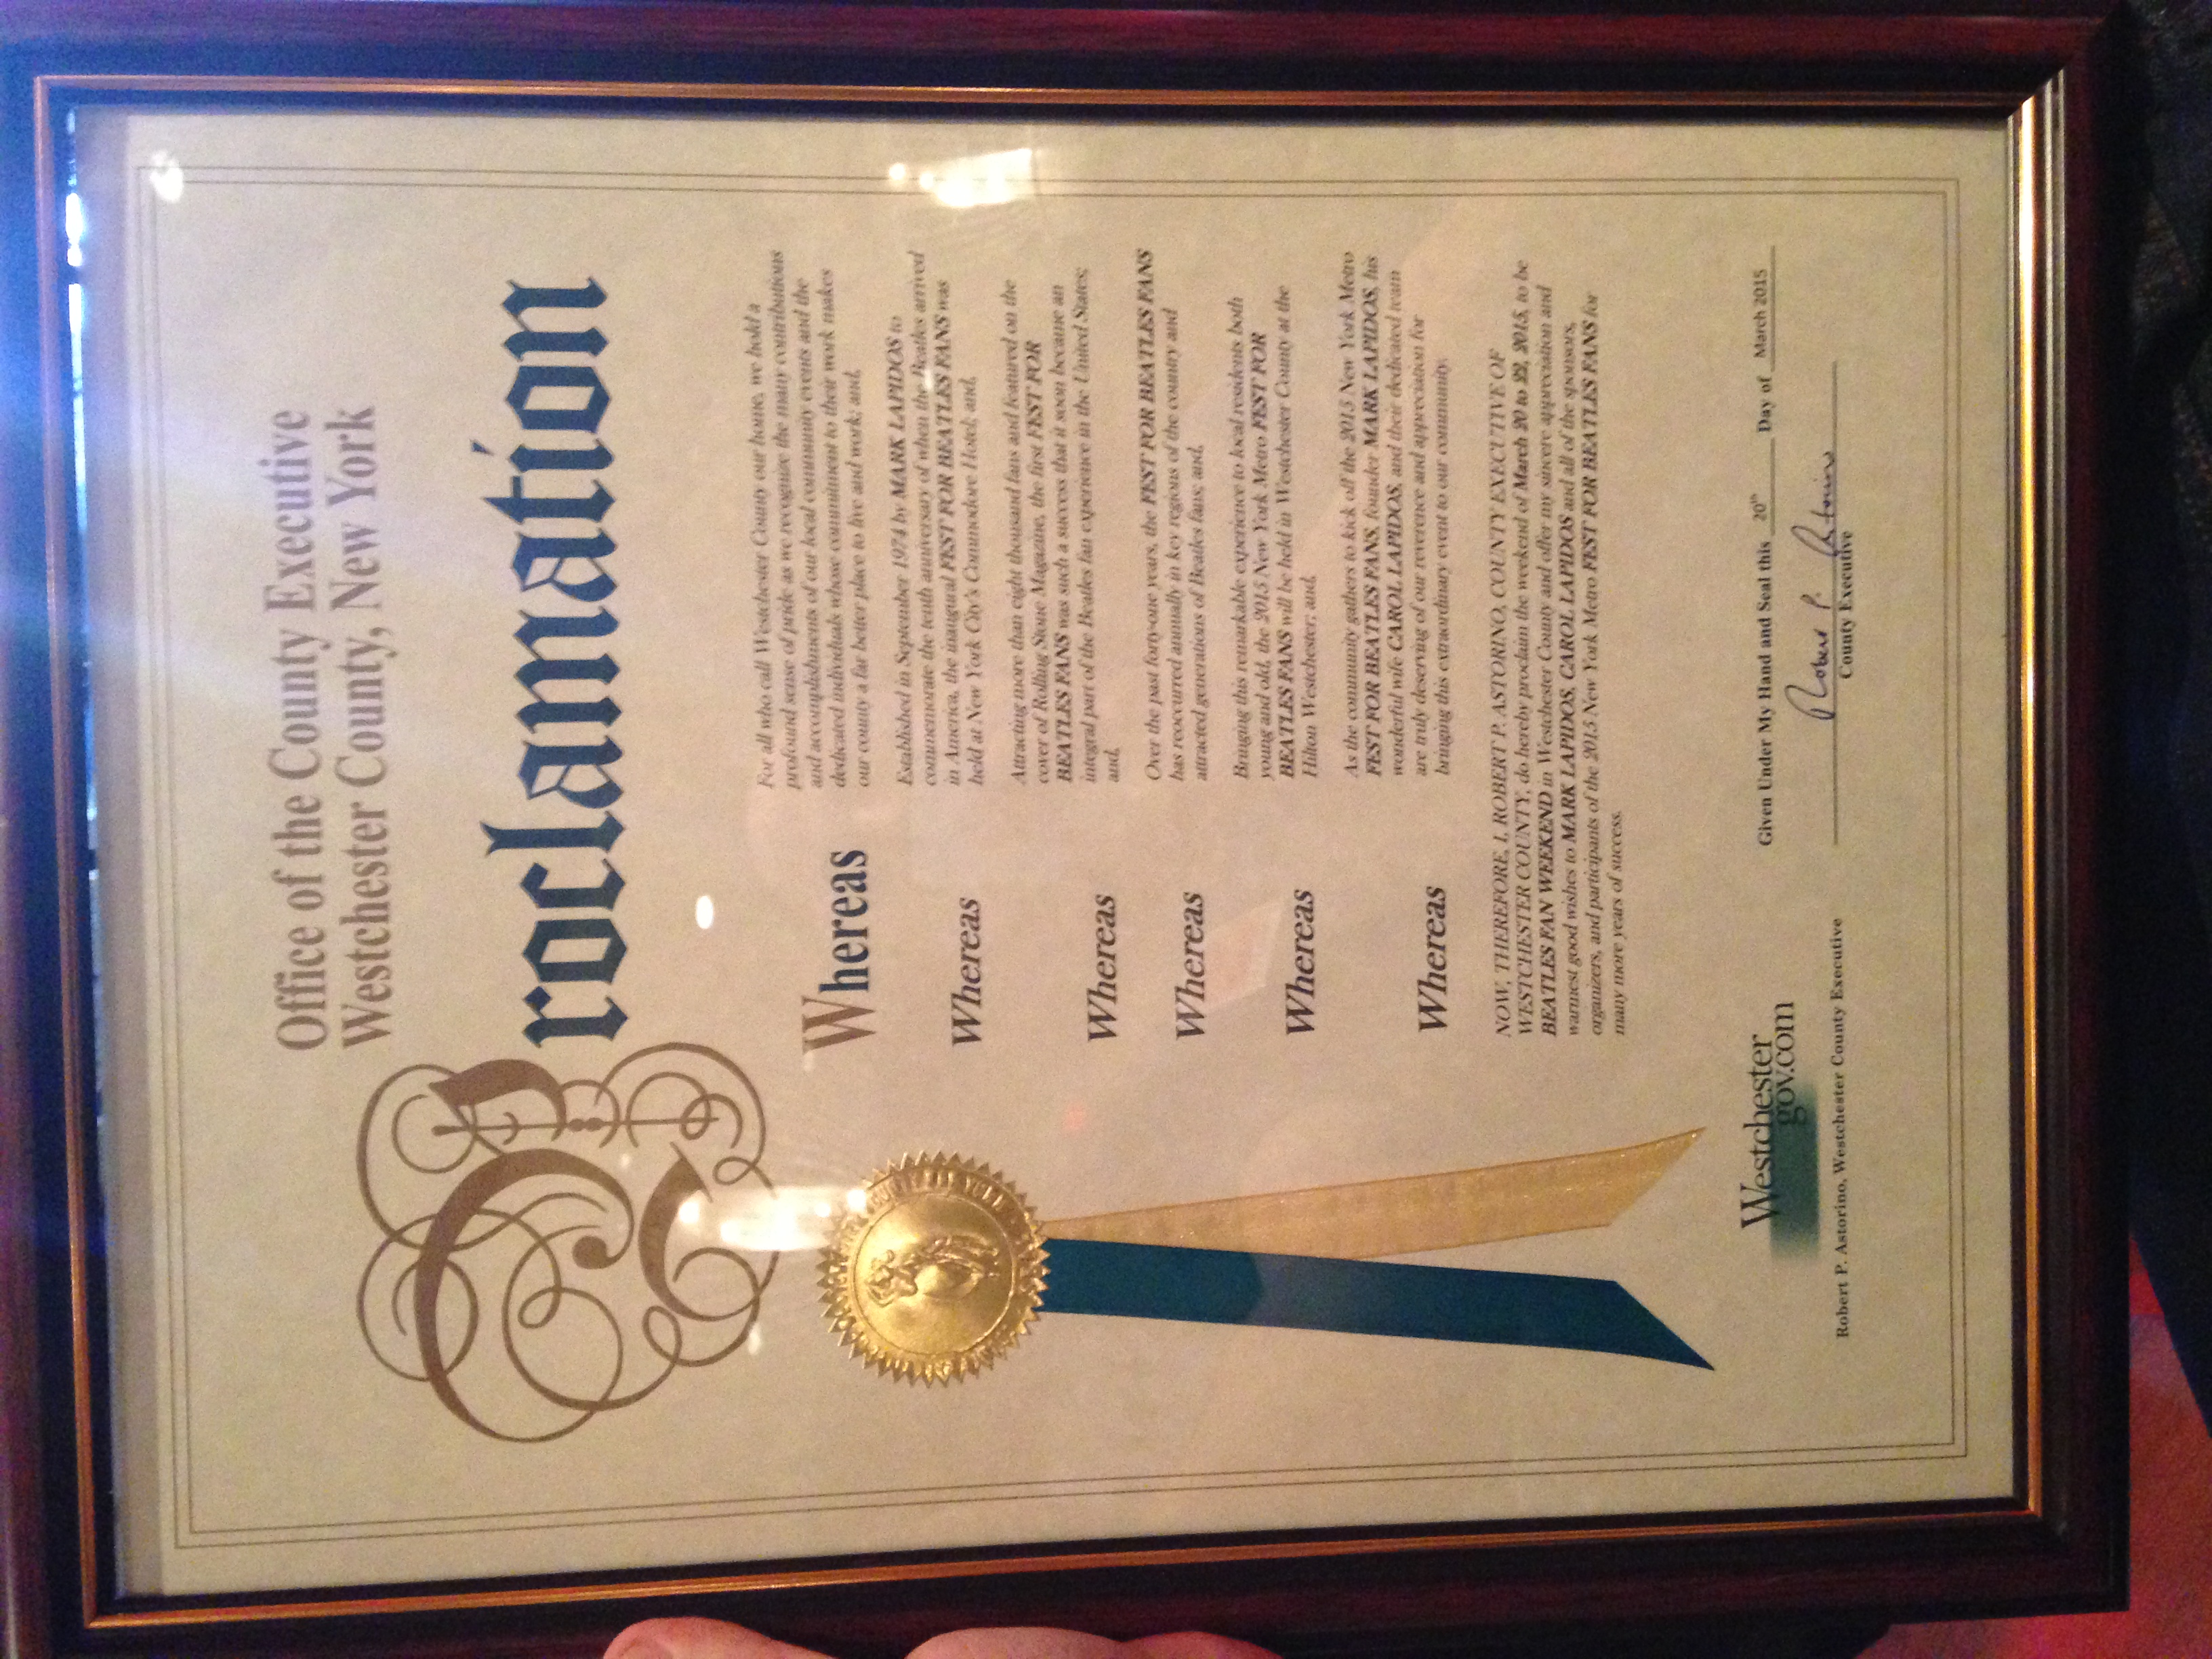 Office of the County Executive
Westchester County, New York
Proclamation
Whereas
For all who call Westchester County our home, we hold a
profound sense of pride as we recognize the many contributions
and accomplishments of our local community events and the
dedicated individuals whose commitment to their work makes
our county a far better place to live and work; and,
Whereas
Established in September 1974 by MARK LAPIDOS to
commemorate the tenth anniversary of when the Beatles arrived
in America, the inaugural FEST FOR BEATLES FANS was
held at New York City's Commodore Hotel; and,
Whereas
Attracting more than eight thousand fans and featured on the
cover of Rolling Stone Magazine, the first FEST FOR
BEATLES FANS was such a success that it soon became an
integral part of the Beatles fan experience in the United States;
and,
Whereas
Over the past forty-one years, the FEST FOR BEATLES FANS
has reoccurred annually in key regions of the country and
attracted generations of Beatles fans; and,
Whereas
Bringing this remarkable experience to local residents both
young and old, the 2015 New York Metro FEST FOR
BEATLES FANS will be held in Westchester County at the
Hilton Westchester; and,
Whereas
As the community gathers to kick off the 2015 New York Metro
FEST FOR BEATLES FANS, founder MARK LAPIDOS, his
wonderful wife CAROL LAPIDOS, and their dedicated team
are truly deserving of our reverence and appreciation for
bringing this extraordinary event to our community.
NOW, THEREFORE, I, ROBERT P. ASTORINO, COUNTY EXECUTIVE OF
WESTCHESTER COUNTY, do hereby proclaim the weekend of March 20 to 22, 2015, to be
BEATLES FAN WEEKEND in Westchester County and offer my sincere appreciation and
warmest good wishes to MARK LAPIDOS, CAROL LAPIDOS and all of the sponsors,
organizers, and participants of the 2015 New York Metro FEST FOR BEATLES FANS for
many more years of success.
Given Under My Hand and Seal this 20th Day of March 2015
Westchester
gov.com
Robert P. Astorino
County Executive
Robert P. Astorino, Westchester County Executive